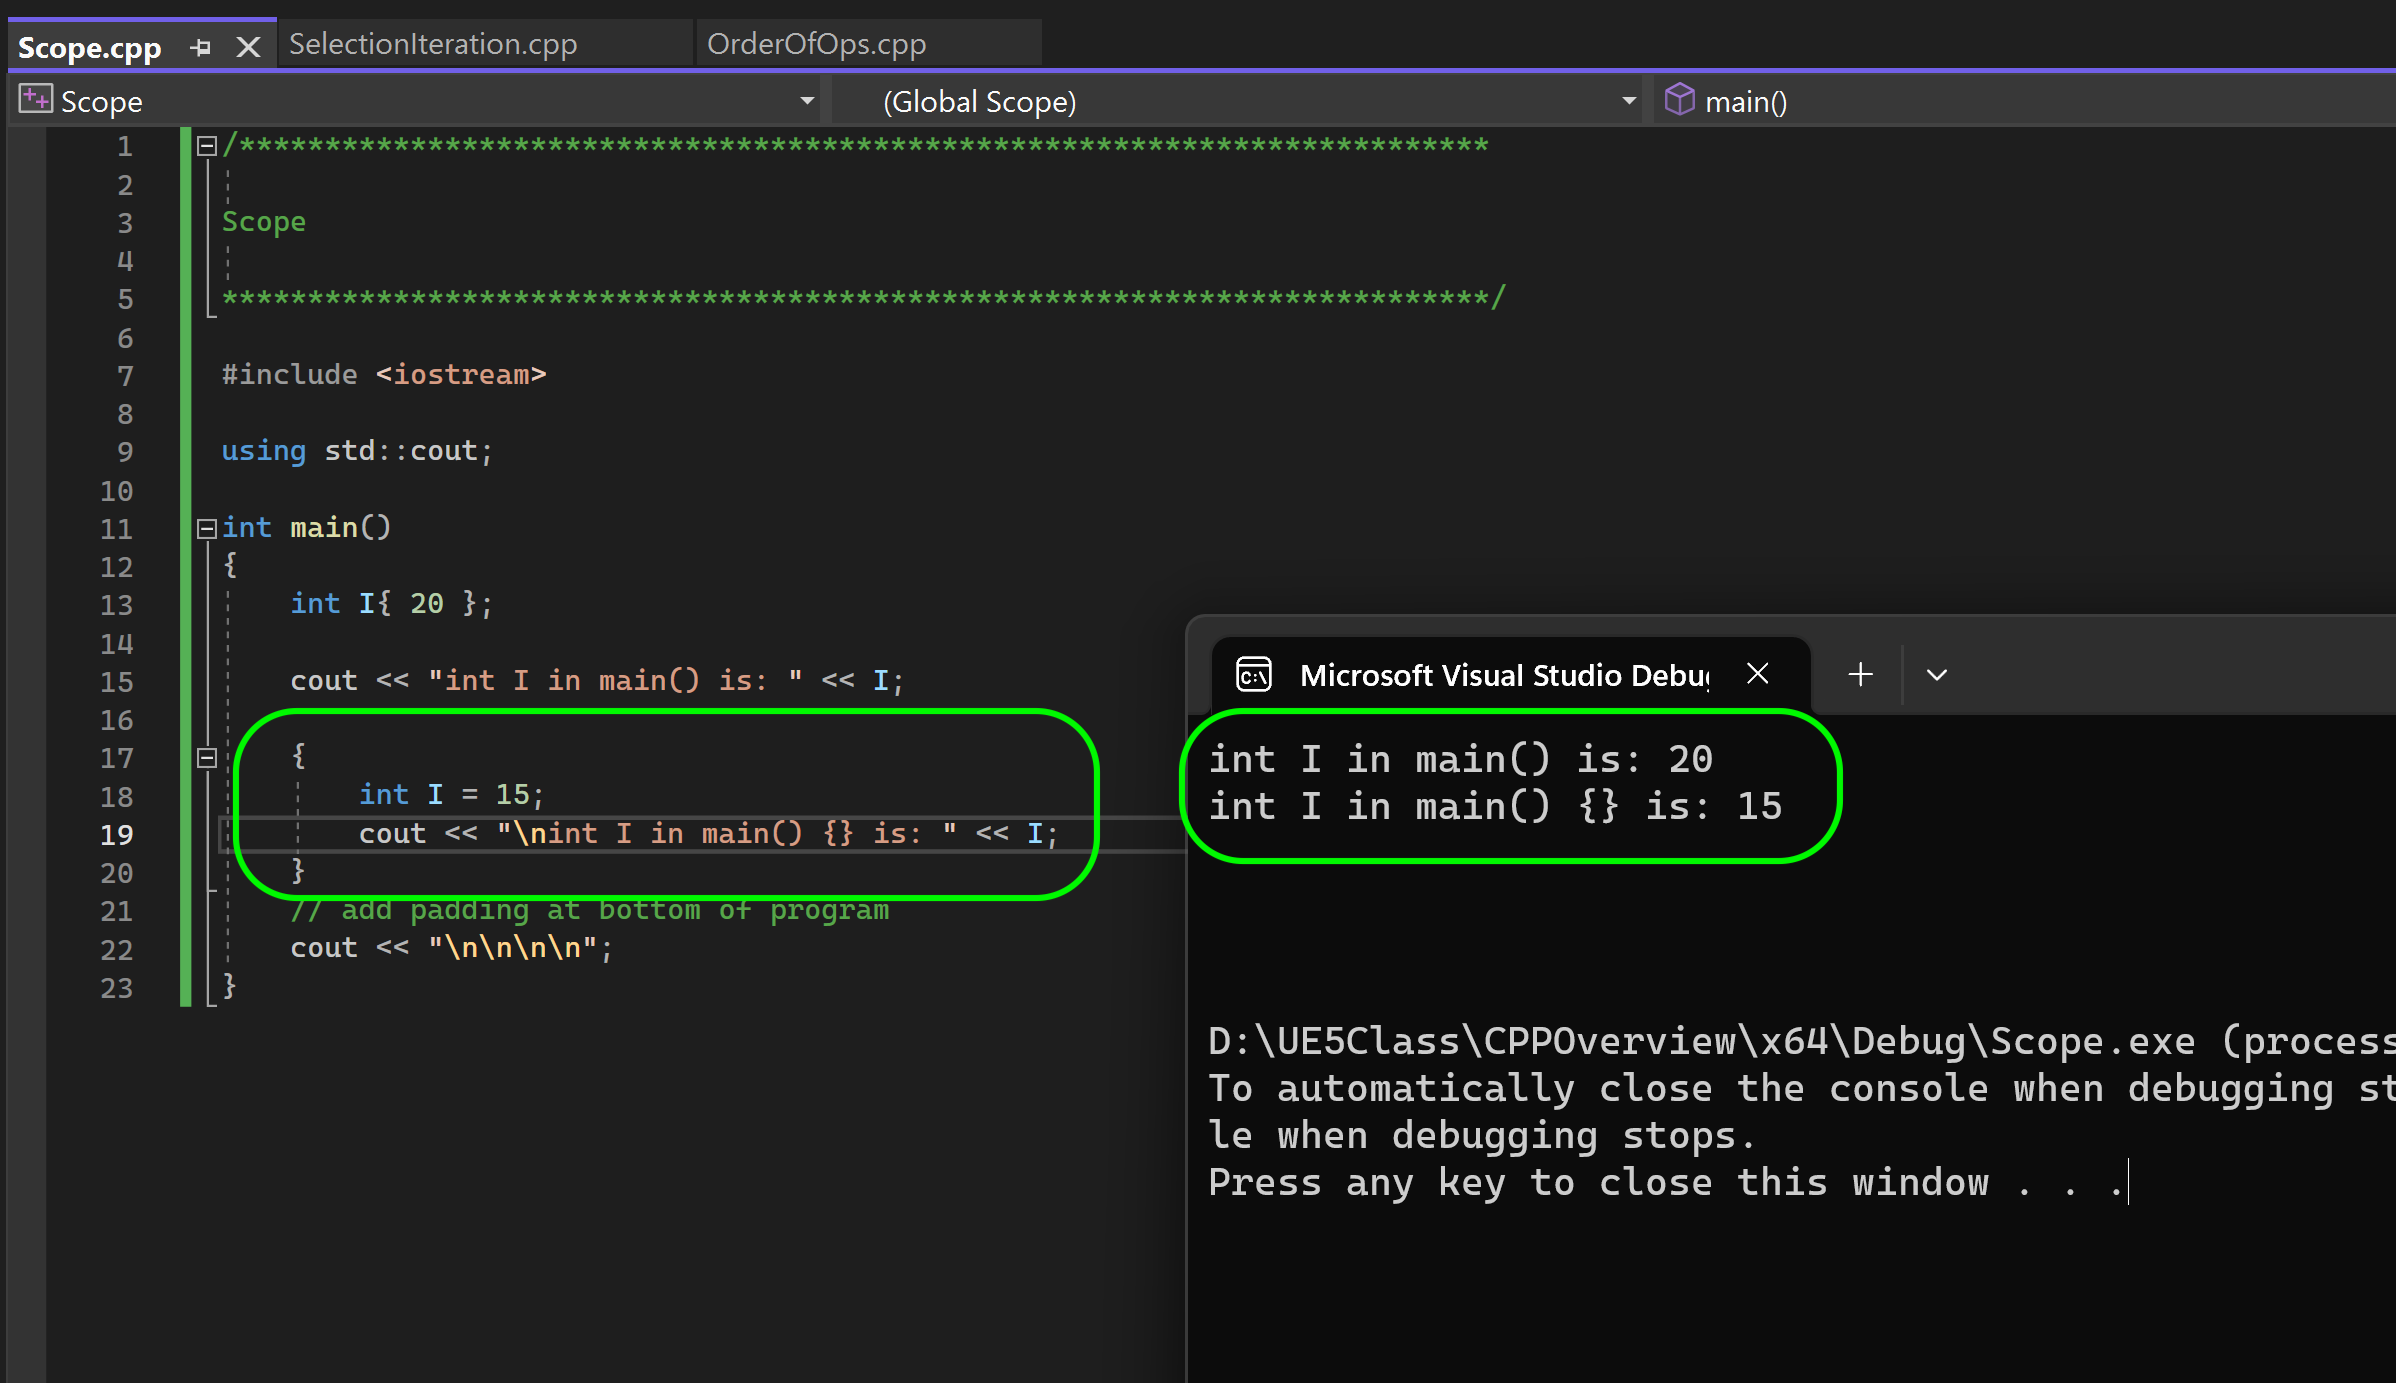 Scope.cpp SelectionIteration.cpp OrderOfOps.cpp
Scope (Global Scope) main()
1 /*************************************************************************
2
3 Scope
4
5 **************************************************************************/
6
7 #include <iostream>
8
9 using std::cout;
10
11 int main()
12 {
13 int I{ 20 };
14
15 cout << "int I in main() is: " << I;
16
17 {
18 int I = 15;
19 cout << "\nint I in main() {} is: " << I;
20 }
21 // add padding at bottom of program
22 cout << "\n\n\n\n";
23 }
C:\ Microsoft Visual Studio Debu
int I in main() is: 20
int I in main() {} is: 15
D:\UE5Class\CPPOverview\x64\Debug\Scope.exe (process
To automatically close the console when debugging st
le when debugging stops.
Press any key to close this window . . .